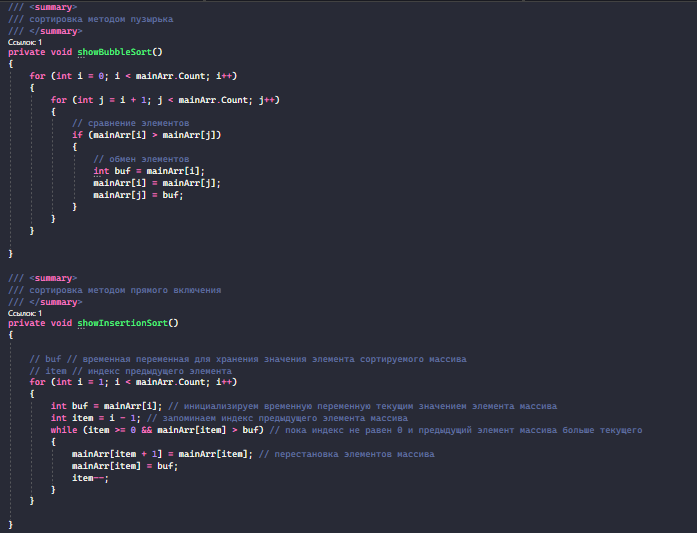 /// <summary>
/// сортировка методом пузырька
/// </summary>
Ссылок: 1
private void showBubbleSort()
{
    for (int i = 0; i < mainArr.Count; i++)
    {
        for (int j = i + 1; j < mainArr.Count; j++)
        {
            // сравнение элементов
            if (mainArr[i] > mainArr[j])
            {
                // обмен элементов
                int buf = mainArr[i];
                mainArr[i] = mainArr[j];
                mainArr[j] = buf;
            }
        }
    }

}

/// <summary>
/// сортировка методом прямого включения
/// </summary>
Ссылок: 1
private void showInsertionSort()
{

    // buf // временная переменная для хранения значения элемента сортируемого массива
    // item // индекс предыдущего элемента
    for (int i = 1; i < mainArr.Count; i++)
    {
        int buf = mainArr[i]; // инициализируем временную переменную текущим значением элемента массива
        int item = i - 1; // запоминаем индекс предыдущего элемента массива
        while (item >= 0 && mainArr[item] > buf) // пока индекс не равен 0 и предыдущий элемент массива больше текущего
        {
            mainArr[item + 1] = mainArr[item]; // перестановка элементов массива
            mainArr[item] = buf;
            item--;
        }
    }

}